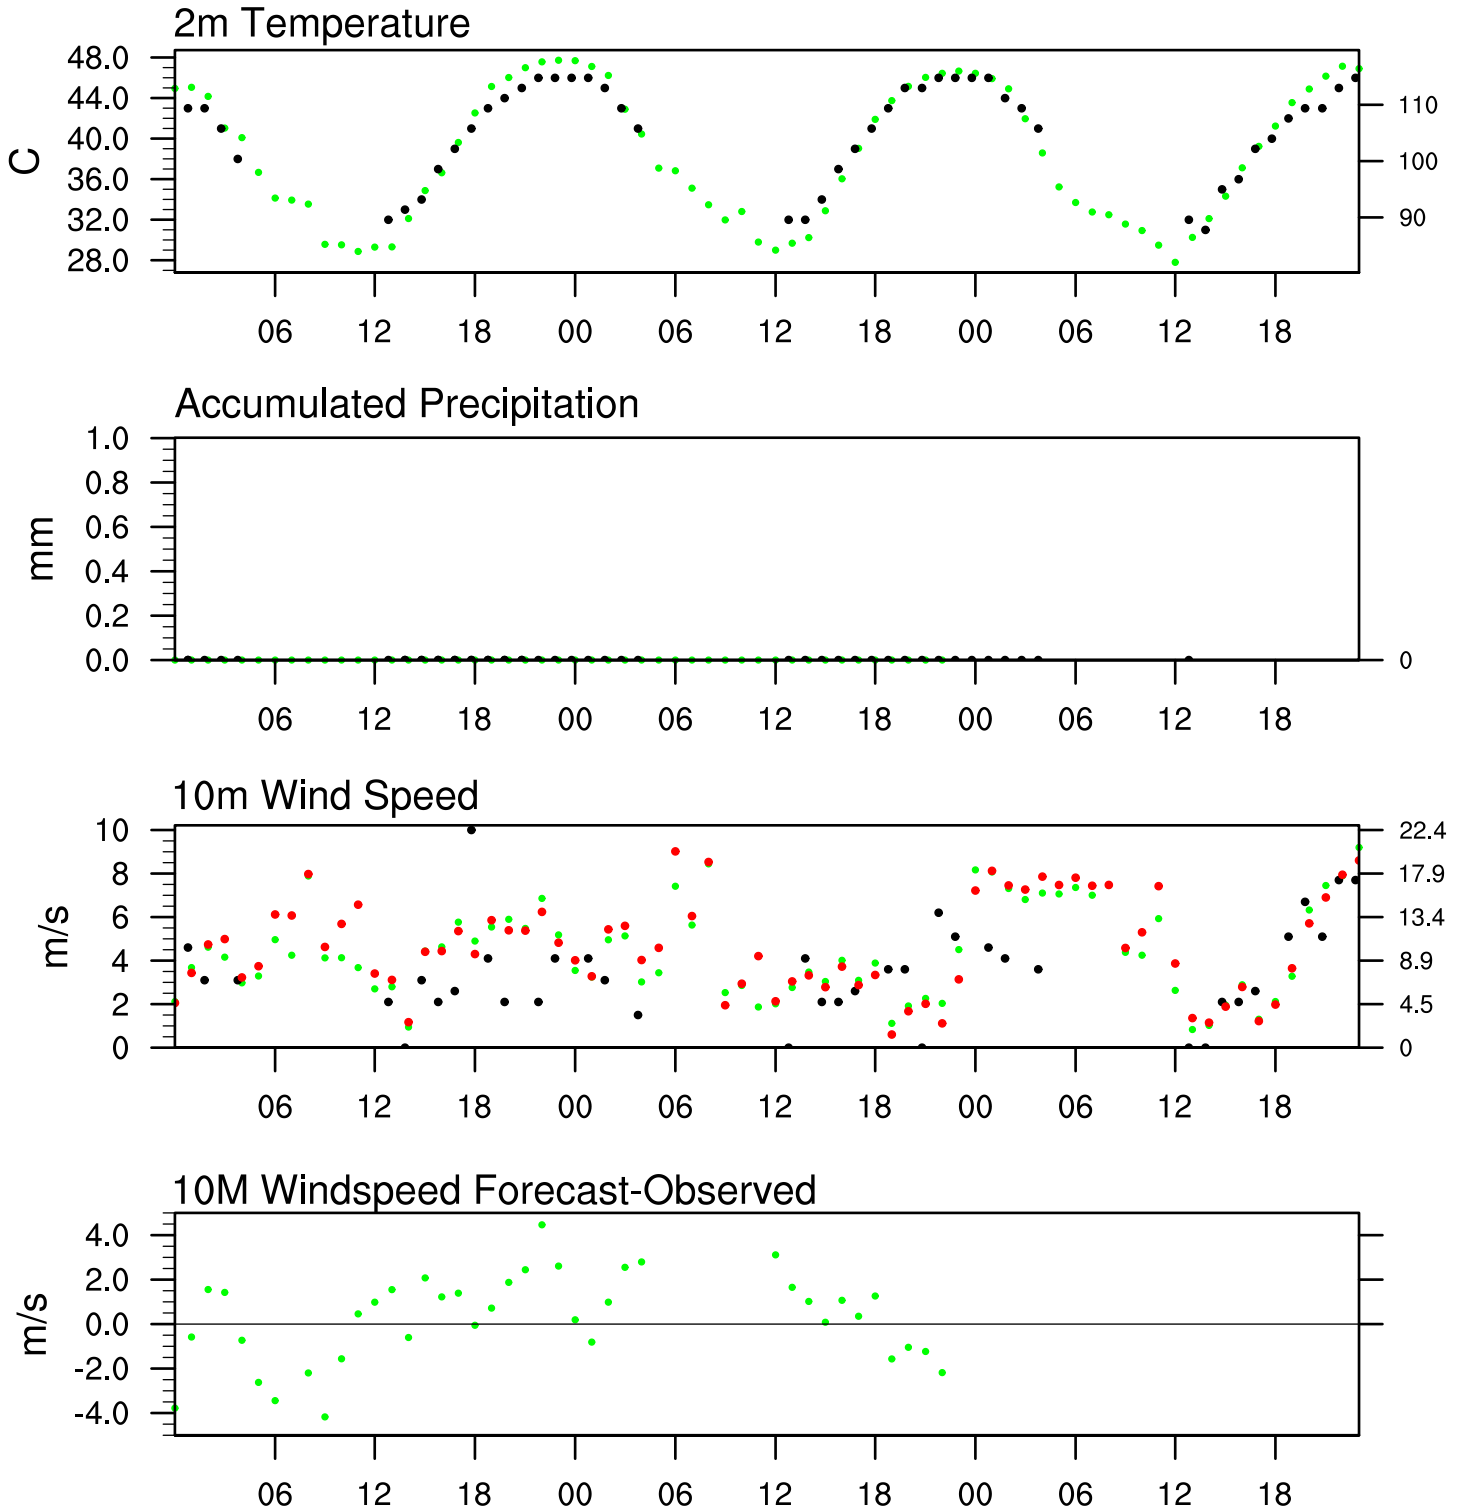 2m Temperature
48.0
44.0
40.0
36.0
32.0
28.0
C
110
100
90
06 12 18 00 06 12 18 00 06 12 18
Accumulated Precipitation
1.0
0.8
0.6
0.4
0.2
0.0
mm
0
06 12 18 00 06 12 18 00 06 12 18
10m Wind Speed
10
8
6
4
2
0
m/s
22.4
17.9
13.4
8.9
4.5
0
06 12 18 00 06 12 18 00 06 12 18
10M Windspeed Forecast-Observed
4.0
2.0
0.0
-2.0
-4.0
m/s
06 12 18 00 06 12 18 00 06 12 18